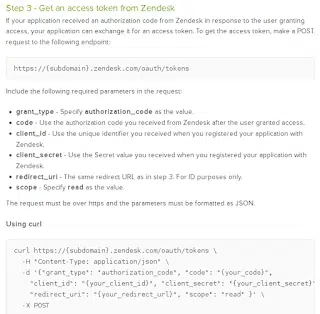 Step 3 - Get an access token from Zendesk
If your application received an authorization code from Zendesk in response to the user granting
access, your application can exchange it for an access token. To get the access token, make a POST
request to the following endpoint:
https://{subdomain}.zendesk.com/oauth/tokens
Include the following required parameters in the request:
• grant_type - Specify authorization_code as the value.
• code - Use the authorization code you received from Zendesk after the user granted access.
• client_id - Use the unique identifier you received when you registered your application with
Zendesk.
• client_secret - Use the Secret value you received when you registered your application with
Zendesk.
• redirect_uri - The same redirect URL as in step 3. For ID purposes only.
• scope - Specify read as the value.
The request must be over https and the parameters must be formatted as JSON.
Using curl
curl https://{subdomain}.zendesk.com/oauth/tokens \
-H "Content-Type: application/json" \
-d '{"grant_type": "authorization_code", "code": "{your_code}",
"client_id": "{your_client_id}", "client_secret": "{your_client_secret}"
"redirect_uri": "{your_redirect_url}", "scope": "read" }' \
-X POST